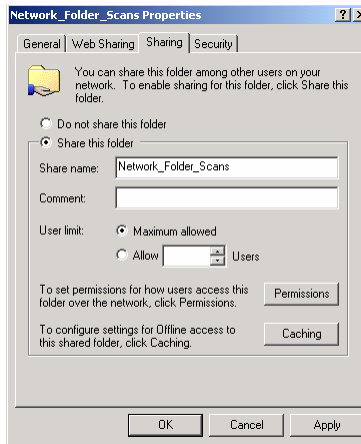 Network_Folder_Scans Properties
General
Web Sharing
Sharing
Security
You can share this folder among other users on your
network. To enable sharing for this folder, click Share this
folder.
Do not share this folder
Share this folder
Share name: Network_Folder_Scans
Comment:
User limit: Maximum allowed
Allow Users
To set permissions for how users access this
folder over the network, click Permissions.
Permissions
To configure settings for Offline access to
this shared folder, click Caching.
Caching
OK
Cancel
Apply